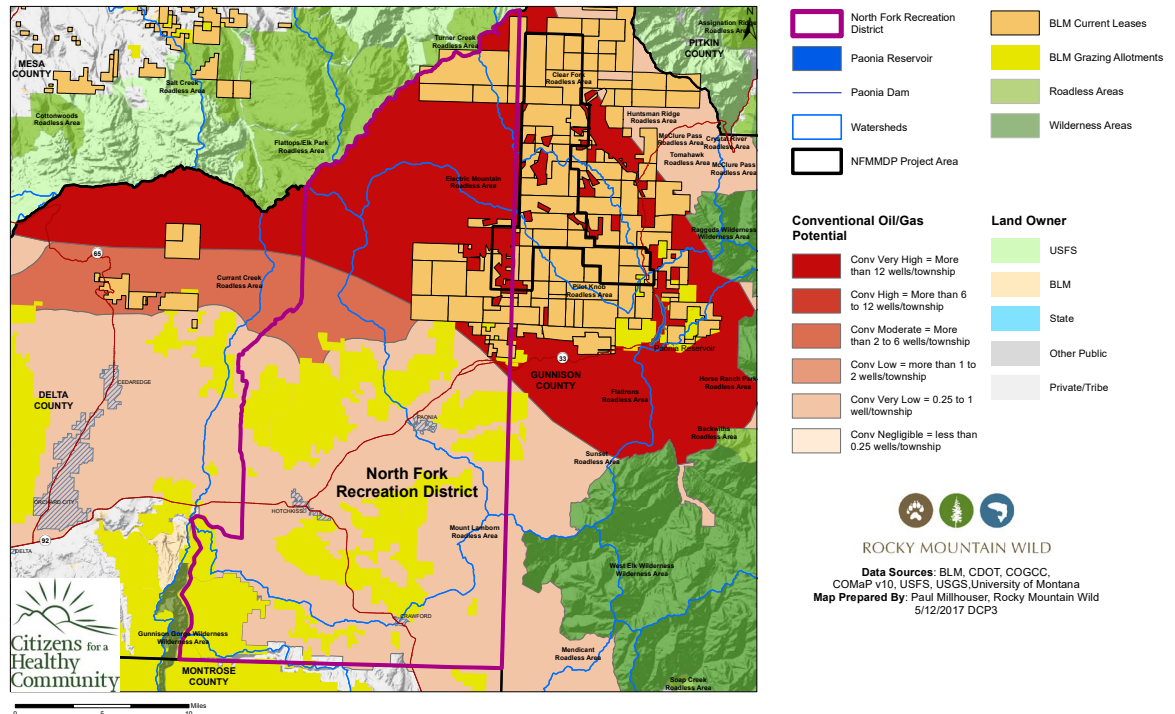 Assignation Ridge
Roadless Area
N
Turner Creek
Roadless Area
PITKIN
COUNTY
MESA
COUNTY
Salt Creek
Roadless Area
Clear Fork
Roadless Area
Cottonwoods
Roadless Area
Huntsman Ridge
Roadless Area
McClure Pass
Roadless Area
Crystal River
Roadless Area
Tomahawk
Roadless Area
McClure Pass
Roadless Area
Flattops/Elk Park
Roadless Area
Electric Mountain
Roadless Area
Raggeds Wilderness
Wilderness Area
65
Currant Creek
Roadless Area
Pilot Knob
Roadless Area
Paonia Reservoir
33
GUNNISON
COUNTY
Horse Ranch Park
Roadless Area
CEDAREDGE
DELTA
COUNTY
Flatirons
Roadless Area
PAONIA
Beckwiths
Roadless Area
Sunset
Roadless Area
North Fork
Recreation District
ORCHARD CITY
HOTCHKISS
Mount Lamborn
Roadless Area
92
DELTA
West Elk Wilderness
Wilderness Area
CRAWFORD
Gunnison Gorge Wilderness
Wilderness Area
Mendicant
Roadless Area
MONTROSE
COUNTY
Soap Creek
Roadless Area
Citizens for a
Healthy
Community
Miles
0 5 10
North Fork Recreation
District
Paonia Reservoir
Paonia Dam
Watersheds
NFMMDP Project Area
BLM Current Leases
BLM Grazing Allotments
Roadless Areas
Wilderness Areas
Conventional Oil/Gas
Potential
Conv Very High = More
than 12 wells/township
Conv High = More than 6
to 12 wells/township
Conv Moderate = More
than 2 to 6 wells/township
Conv Low = more than 1 to
2 wells/township
Conv Very Low = 0.25 to 1
well/township
Conv Negligible = less than
0.25 wells/township
Land Owner
USFS
BLM
State
Other Public
Private/Tribe
ROCKY MOUNTAIN WILD
Data Sources: BLM, CDOT, COGCC,
COMaP v10, USFS, USGS,University of Montana
Map Prepared By: Paul Millhouser, Rocky Mountain Wild
5/12/2017 DCP3